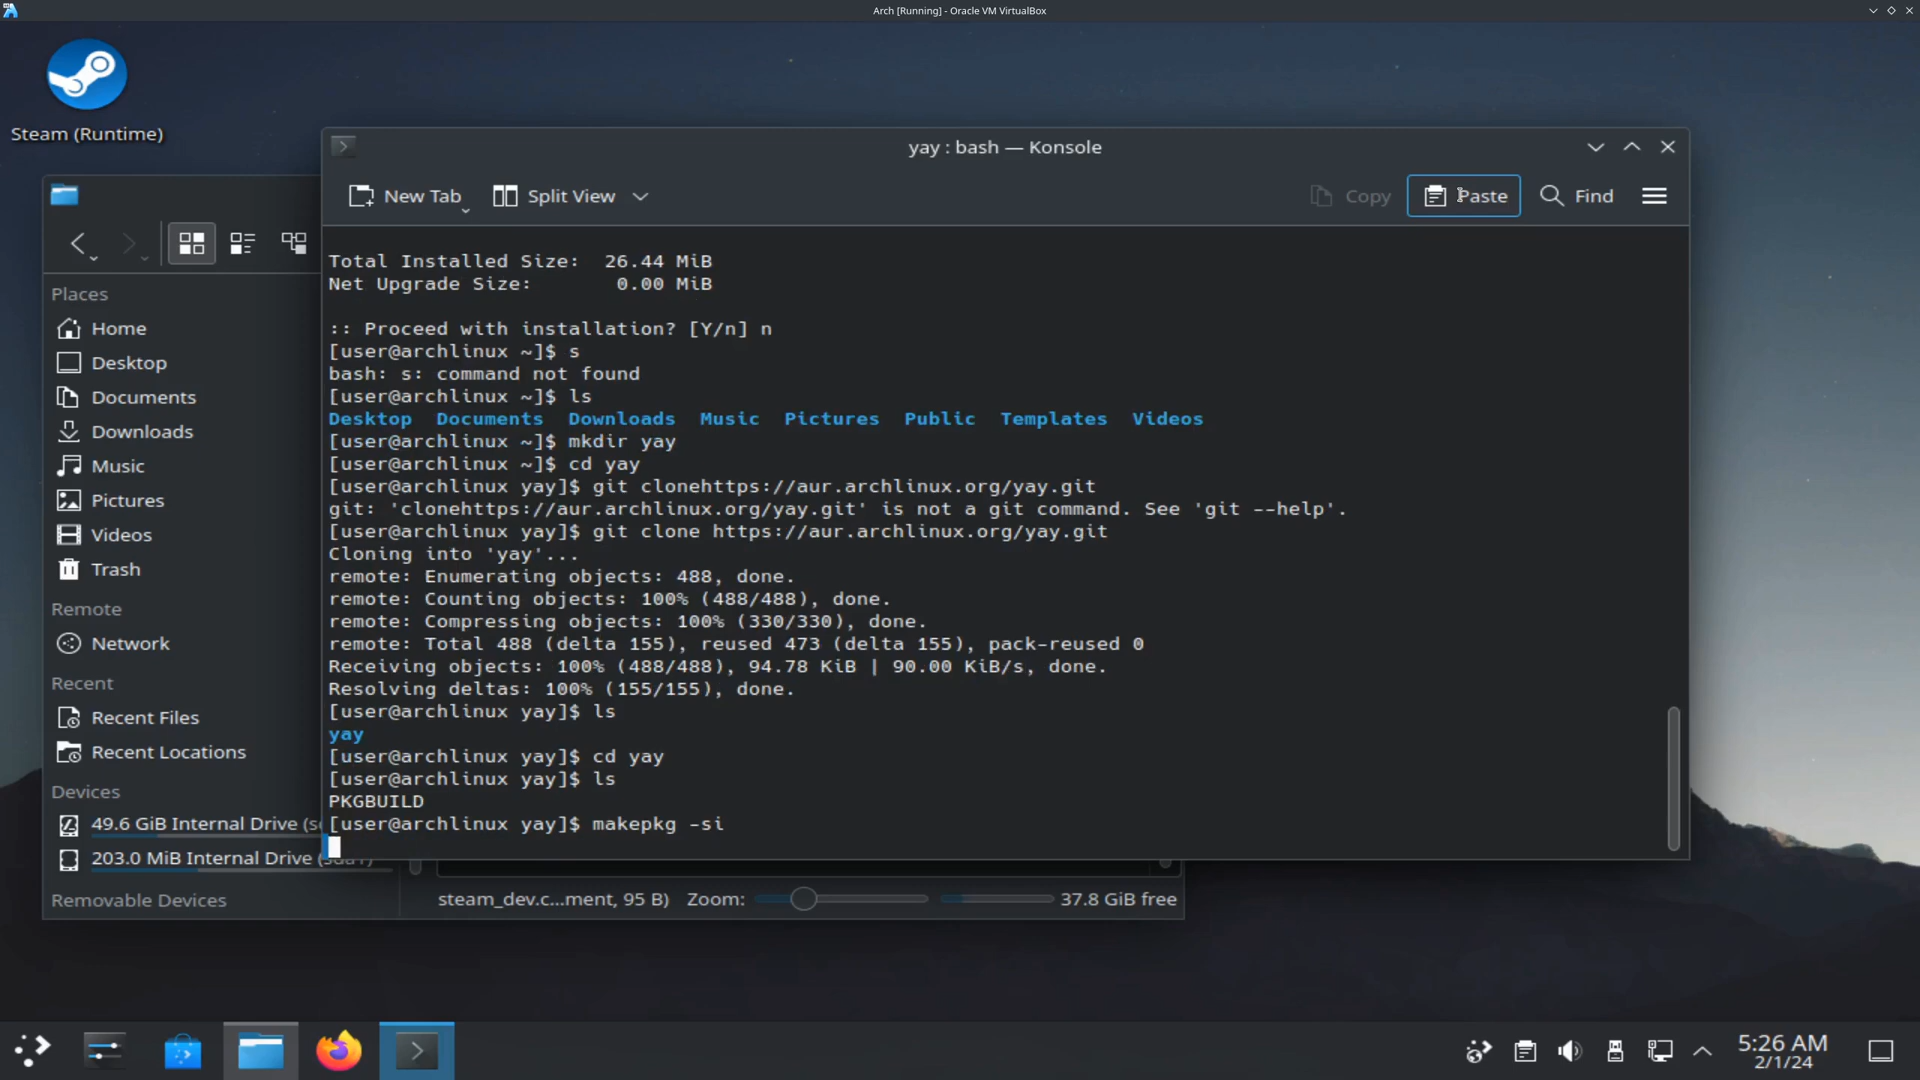 Arch [Running] - Oracle VM VirtualBox
Steam (Runtime)
yay : bash — Konsole
New Tab
Split View
Copy
Paste
Find
Places
Home
Desktop
Documents
Downloads
Music
Pictures
Videos
Trash
Remote
Network
Recent
Recent Files
Recent Locations
Devices
49.6 GiB Internal Drive
203.0 MiB Internal Drive
Removable Devices
Total Installed Size:  26.44 MiB
Net Upgrade Size:       0.00 MiB
:: Proceed with installation? [Y/n] n
[user@archlinux ~]$ s
bash: s: command not found
[user@archlinux ~]$ ls
Desktop  Documents  Downloads  Music  Pictures  Public  Templates  Videos
[user@archlinux ~]$ mkdir yay
[user@archlinux ~]$ cd yay
[user@archlinux yay]$ git clonehttps://aur.archlinux.org/yay.git
git: 'clonehttps://aur.archlinux.org/yay.git' is not a git command. See 'git --help'.
[user@archlinux yay]$ git clone https://aur.archlinux.org/yay.git
Cloning into 'yay'...
remote: Enumerating objects: 488, done.
remote: Counting objects: 100% (488/488), done.
remote: Compressing objects: 100% (330/330), done.
remote: Total 488 (delta 155), reused 473 (delta 155), pack-reused 0
Receiving objects: 100% (488/488), 94.78 KiB | 90.00 KiB/s, done.
Resolving deltas: 100% (155/155), done.
[user@archlinux yay]$ ls
yay
[user@archlinux yay]$ cd yay
[user@archlinux yay]$ ls
PKGBUILD
[user@archlinux yay]$ makepkg -si
steam_dev.c...ment, 95 B)
Zoom:
37.8 GiB free
5:26 AM
2/1/24